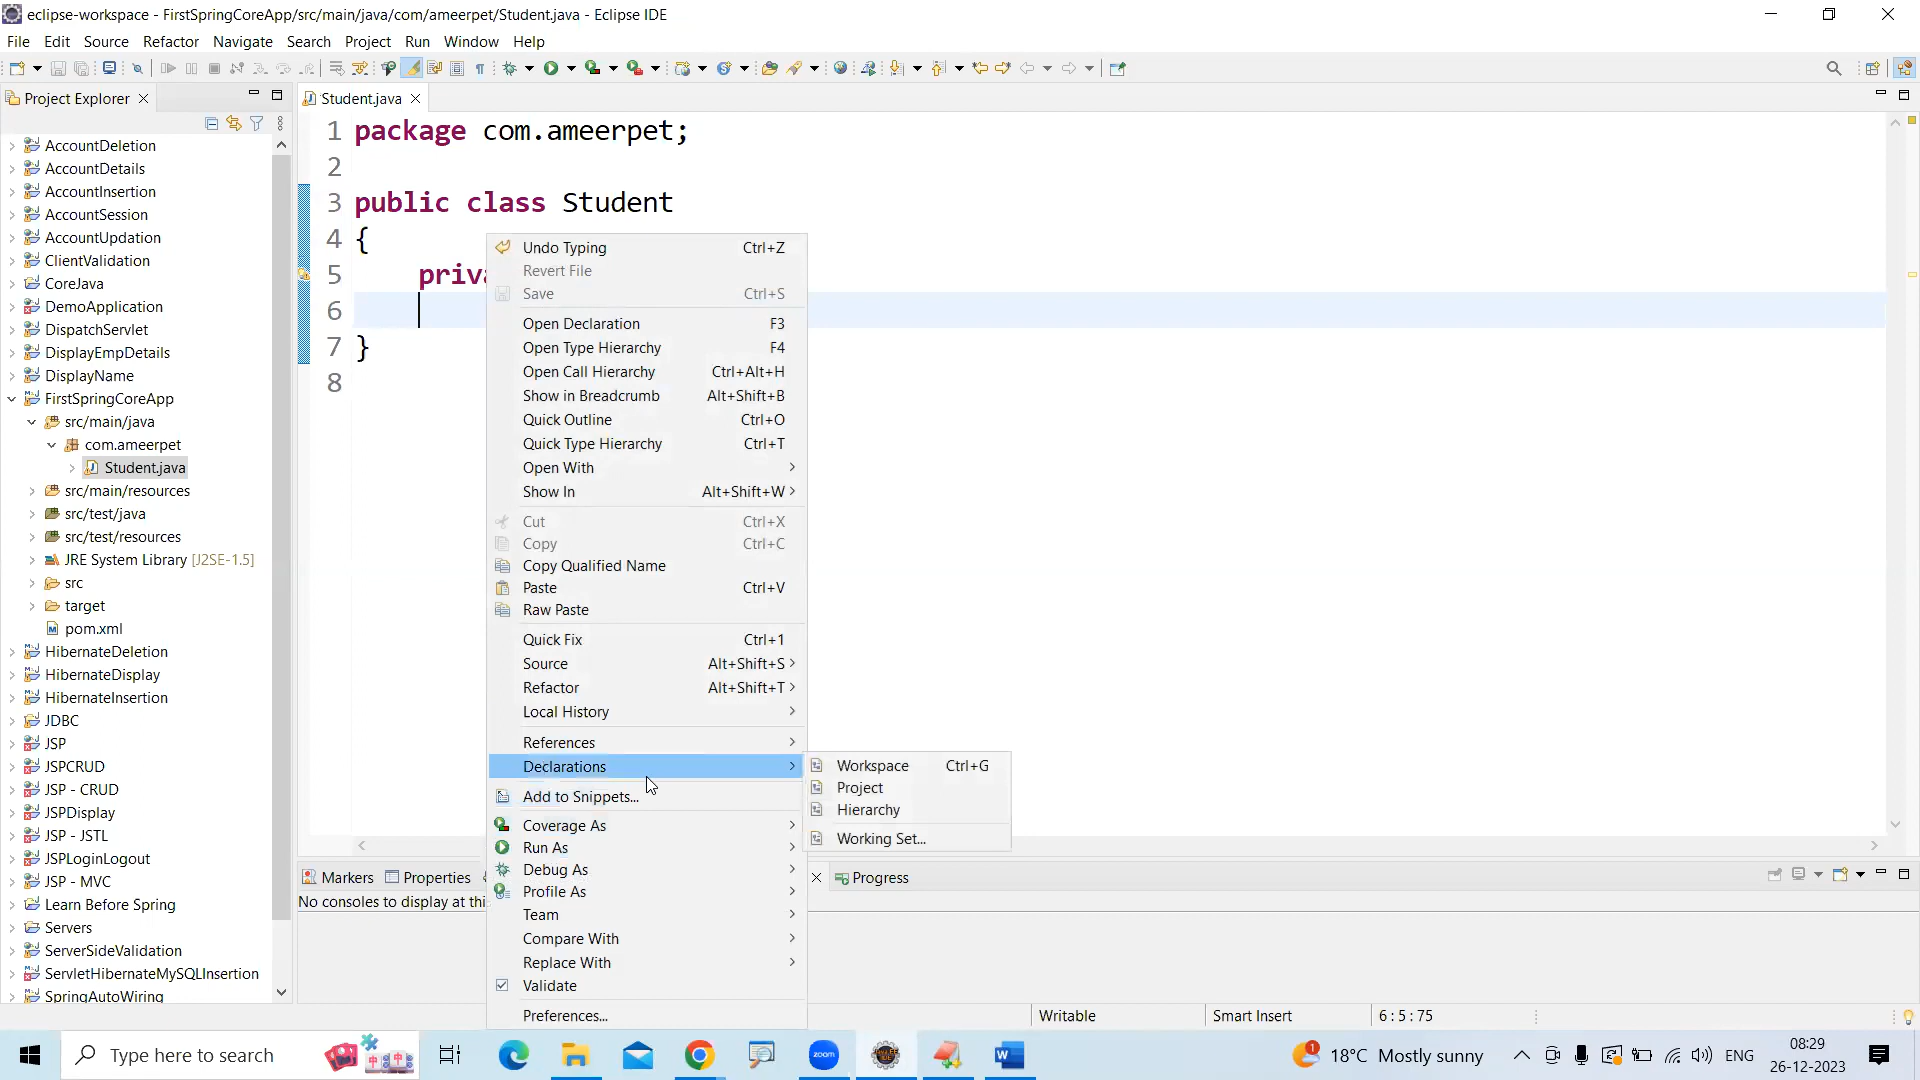 eclipse-workspace - FirstSpringCoreApp/src/main/java/com/ameerpet/Student.java - Eclipse IDE
File Edit Source Refactor Navigate Search Project Run Window Help
Project Explorer
AccountDeletion
AccountDetails
AccountInsertion
AccountSession
AccountUpdation
ClientValidation
CoreJava
DemoApplication
DispatchServlet
DisplayEmpDetails
DisplayName
FirstSpringCoreApp
src/main/java
com.ameerpet
Student.java
src/main/resources
src/test/java
src/test/resources
JRE System Library [J2SE-1.5]
src
target
pom.xml
HibernateDeletion
HibernateDisplay
HibernateInsertion
JDBC
JSP
JSPCRUD
JSP - CRUD
JSPDisplay
JSP - JSTL
JSPLoginLogout
JSP - MVC
Learn Before Spring
Servers
ServerSideValidation
ServletHibernateMySQLInsertion
SpringAutoWiring
Student.java
1 package com.ameerpet;
2
3 public class Student
4 {
5 priva
6
7 }
8
Undo Typing Ctrl+Z
Revert File
Save Ctrl+S
Open Declaration F3
Open Type Hierarchy F4
Open Call Hierarchy Ctrl+Alt+H
Show in Breadcrumb Alt+Shift+B
Quick Outline Ctrl+O
Quick Type Hierarchy Ctrl+T
Open With
Show In Alt+Shift+W
Cut Ctrl+X
Copy Ctrl+C
Copy Qualified Name
Paste Ctrl+V
Raw Paste
Quick Fix Ctrl+1
Source Alt+Shift+S
Refactor Alt+Shift+T
Local History
References
Declarations
Add to Snippets...
Coverage As
Run As
Debug As
Profile As
Team
Compare With
Replace With
Validate
Preferences...
Workspace Ctrl+G
Project
Hierarchy
Working Set...
Markers Properties Progress
No consoles to display at thi
Writable Smart Insert 6 : 5 : 75
Type here to search
zoom
1
18°C Mostly sunny
ENG
08:29
26-12-2023